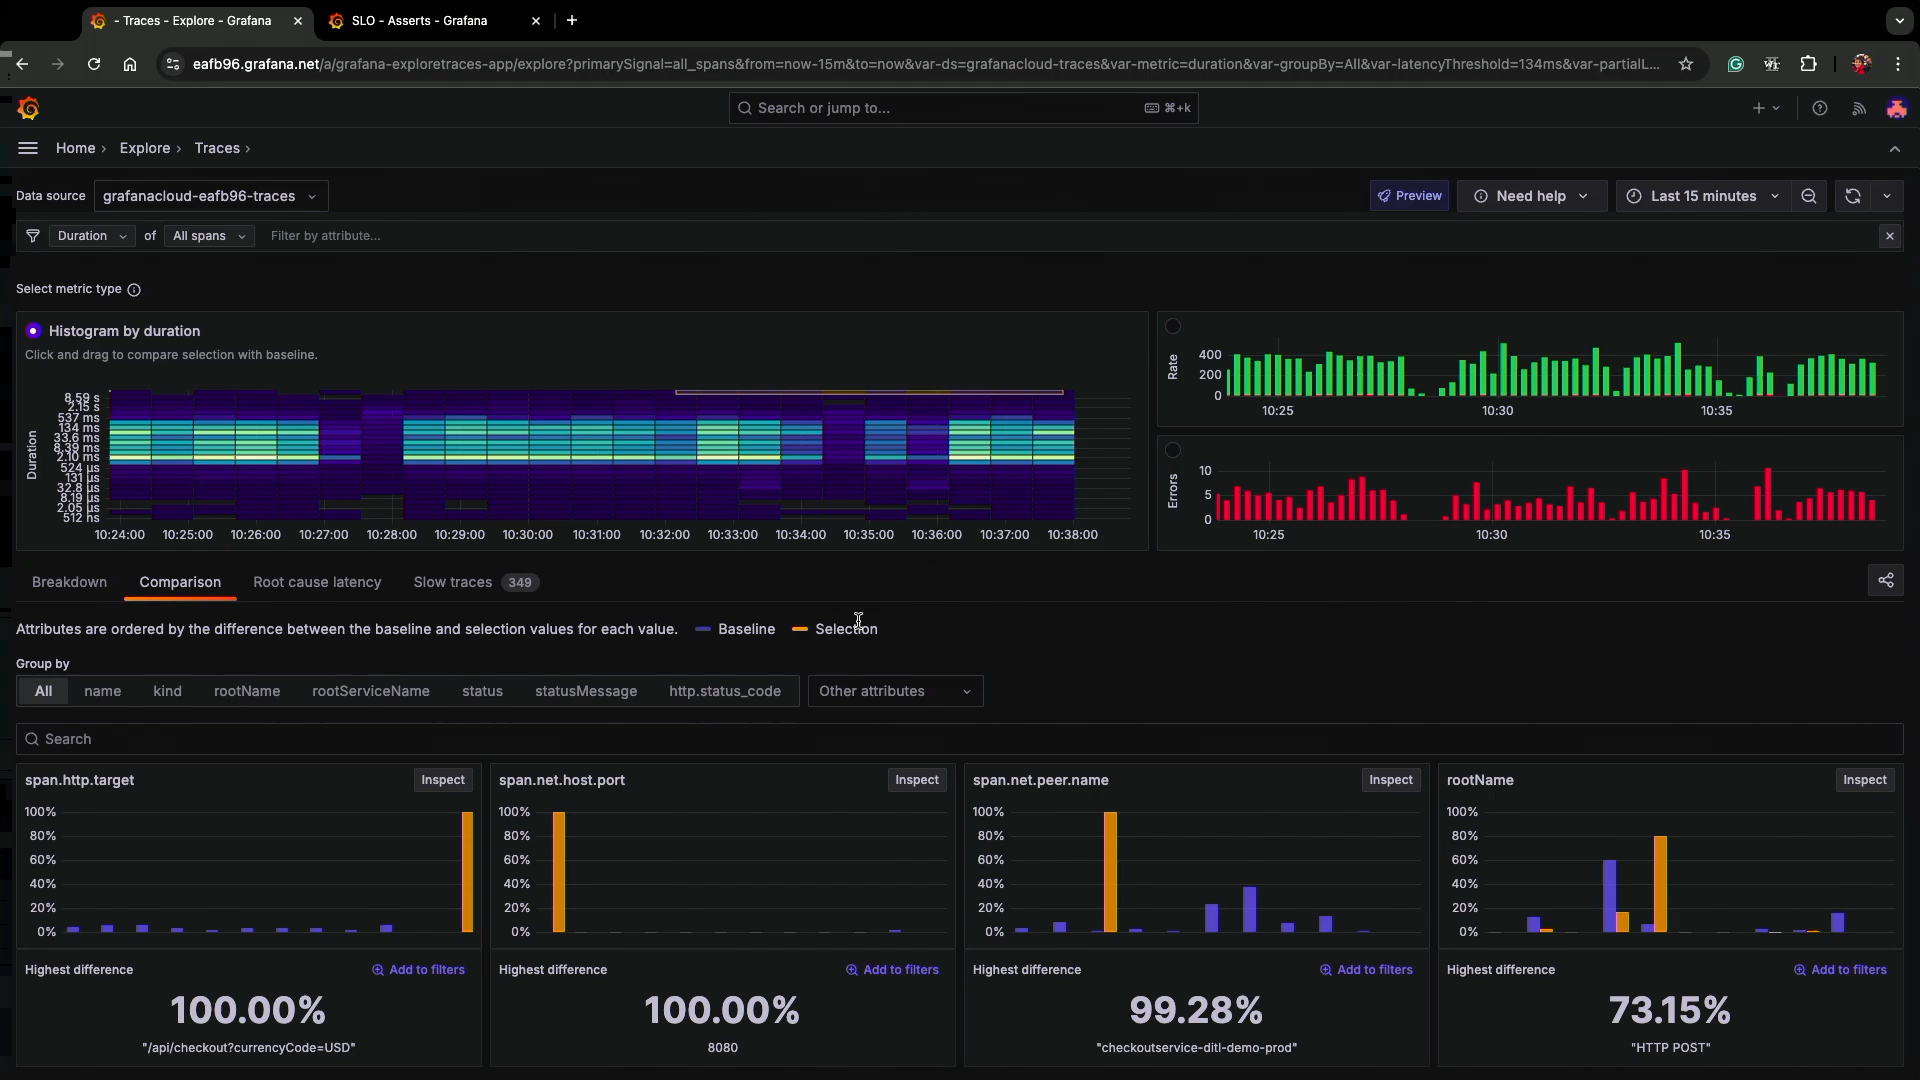 - Traces - Explore - Grafana
SLO - Asserts - Grafana
eafb96.grafana.net/a/grafana-exploretraces-app/explore?primarySignal=all_spans&from=now-15m&to=now&var-ds=grafanacloud-traces&var-metric=duration&var-groupBy=All&var-latencyThreshold=134ms&var-partialL...
Search or jump to... ⌘+k
Home › Explore › Traces ›
Data source grafanacloud-eafb96-traces Preview Need help Last 15 minutes
Duration of All spans Filter by attribute...
Select metric type
Histogram by duration
Click and drag to compare selection with baseline.
Duration
8.59 s
2.15 s
537 ms
134 ms
33.6 ms
8.39 ms
2.10 ms
524 µs
131 µs
32.8 µs
8.19 µs
2.05 µs
512 ns
10:24:00 10:25:00 10:26:00 10:27:00 10:28:00 10:29:00 10:30:00 10:31:00 10:32:00 10:33:00 10:34:00 10:35:00 10:36:00 10:37:00 10:38:00
Rate
400
200
0
10:25 10:30 10:35
Errors
10
5
0
10:25 10:30 10:35
Breakdown Comparison Root cause latency Slow traces 349
Attributes are ordered by the difference between the baseline and selection values for each value. Baseline Selection
Group by
All name kind rootName rootServiceName status statusMessage http.status_code Other attributes
Search
span.http.target Inspect
100%
80%
60%
40%
20%
0%
Highest difference Add to filters
100.00%
"/api/checkout?currencyCode=USD"
span.net.host.port Inspect
100%
80%
60%
40%
20%
0%
Highest difference Add to filters
100.00%
8080
span.net.peer.name Inspect
100%
80%
60%
40%
20%
0%
Highest difference Add to filters
99.28%
"checkoutservice-ditl-demo-prod"
rootName Inspect
100%
80%
60%
40%
20%
0%
Highest difference Add to filters
73.15%
"HTTP POST"